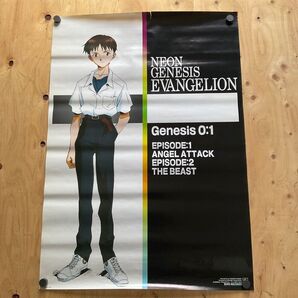 NEON
GENESIS
EVANGELION
Genesis 0:1
EPISODE:1
ANGEL ATTACK
EPISODE:2
THE BEAST